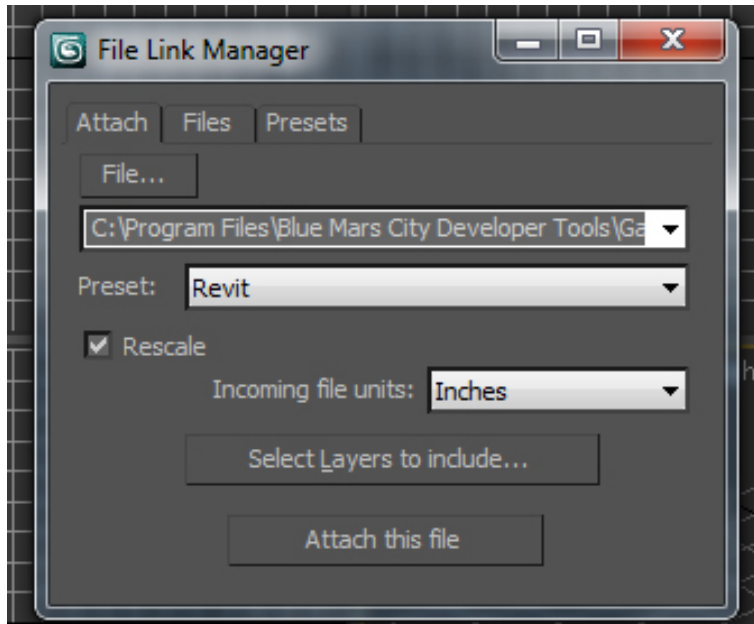 File Link Manager
Attach Files Presets
File...
C:\Program Files\Blue Mars City Developer Tools\Ga
Preset: Revit
Rescale
Incoming file units: Inches
Select Layers to include...
Attach this file